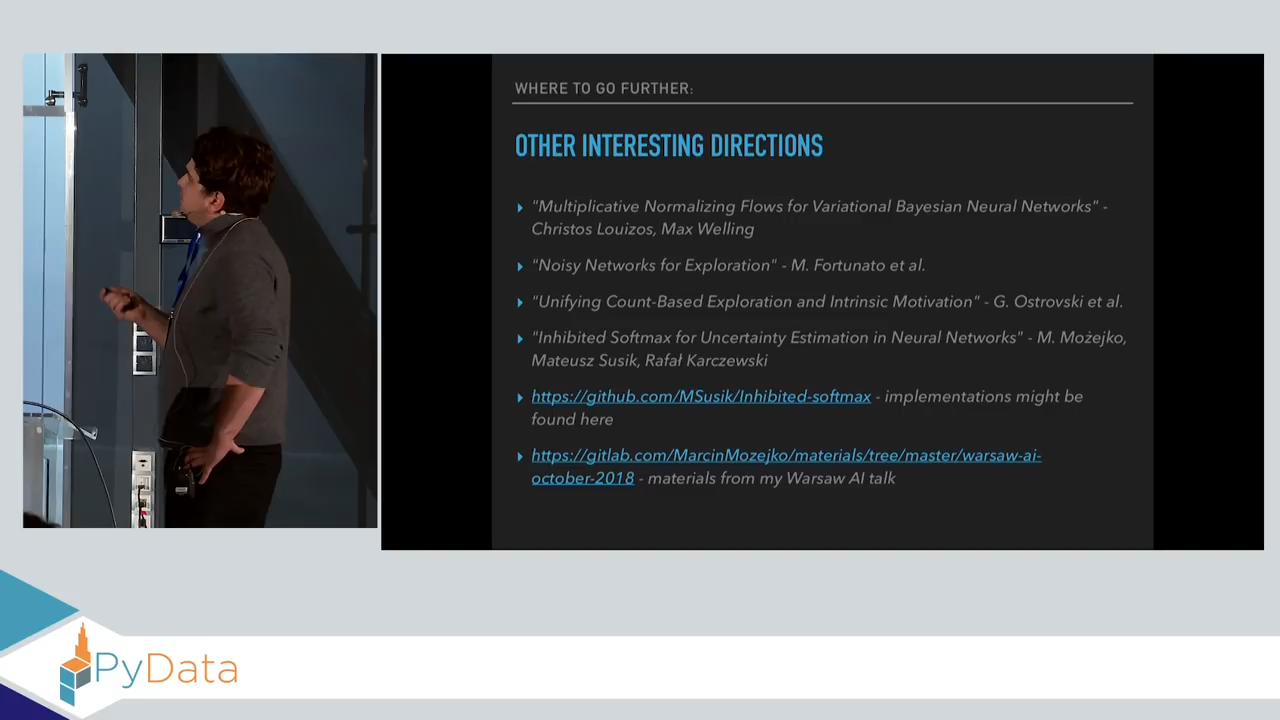 WHERE TO GO FURTHER:
OTHER INTERESTING DIRECTIONS
"Multiplicative Normalizing Flows for Variational Bayesian Neural Networks" -
Christos Louizos, Max Welling
"Noisy Networks for Exploration" - M. Fortunato et al.
"Unifying Count-Based Exploration and Intrinsic Motivation" - G. Ostrovski et al.
"Inhibited Softmax for Uncertainty Estimation in Neural Networks" - M. Możejko,
Mateusz Susik, Rafał Karczewski
https://github.com/MSusik/Inhibited-softmax - implementations might be
found here
https://gitlab.com/MarcinMozejko/materials/tree/master/warsaw-ai-
october-2018 - materials from my Warsaw AI talk
PyData